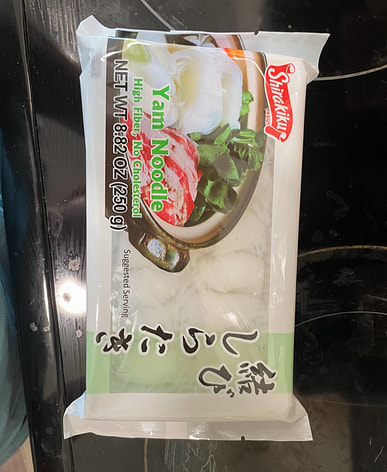 Shirakiku
BRAND
Yam Noodle
High Fiber, No Cholesterol
NET WT 8.82 OZ (250 g)
Suggested Serving
結び
しらたき